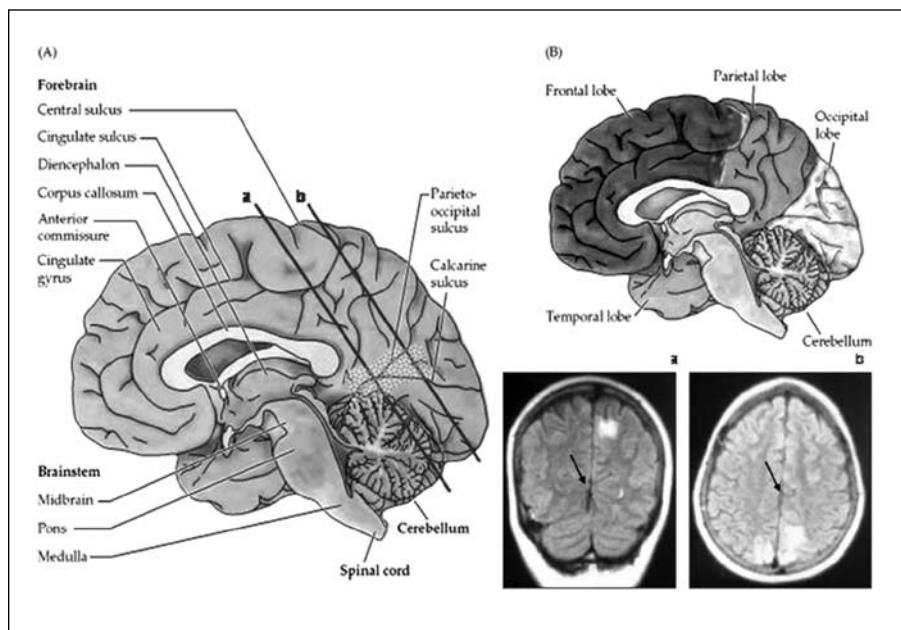 (A)
Forebrain
Central sulcus
Cingulate sulcus
Diencephalon
Corpus callosum
Anterior
commissure
Cingulate
gyrus
a
b
Parieto-
occipital
sulcus
Calcarine
sulcus
Brainstem
Midbrain
Pons
Medulla
Cerebellum
Spinal cord
(B)
Frontal lobe
Parietal lobe
Occipital
lobe
Temporal lobe
Cerebellum
a
b